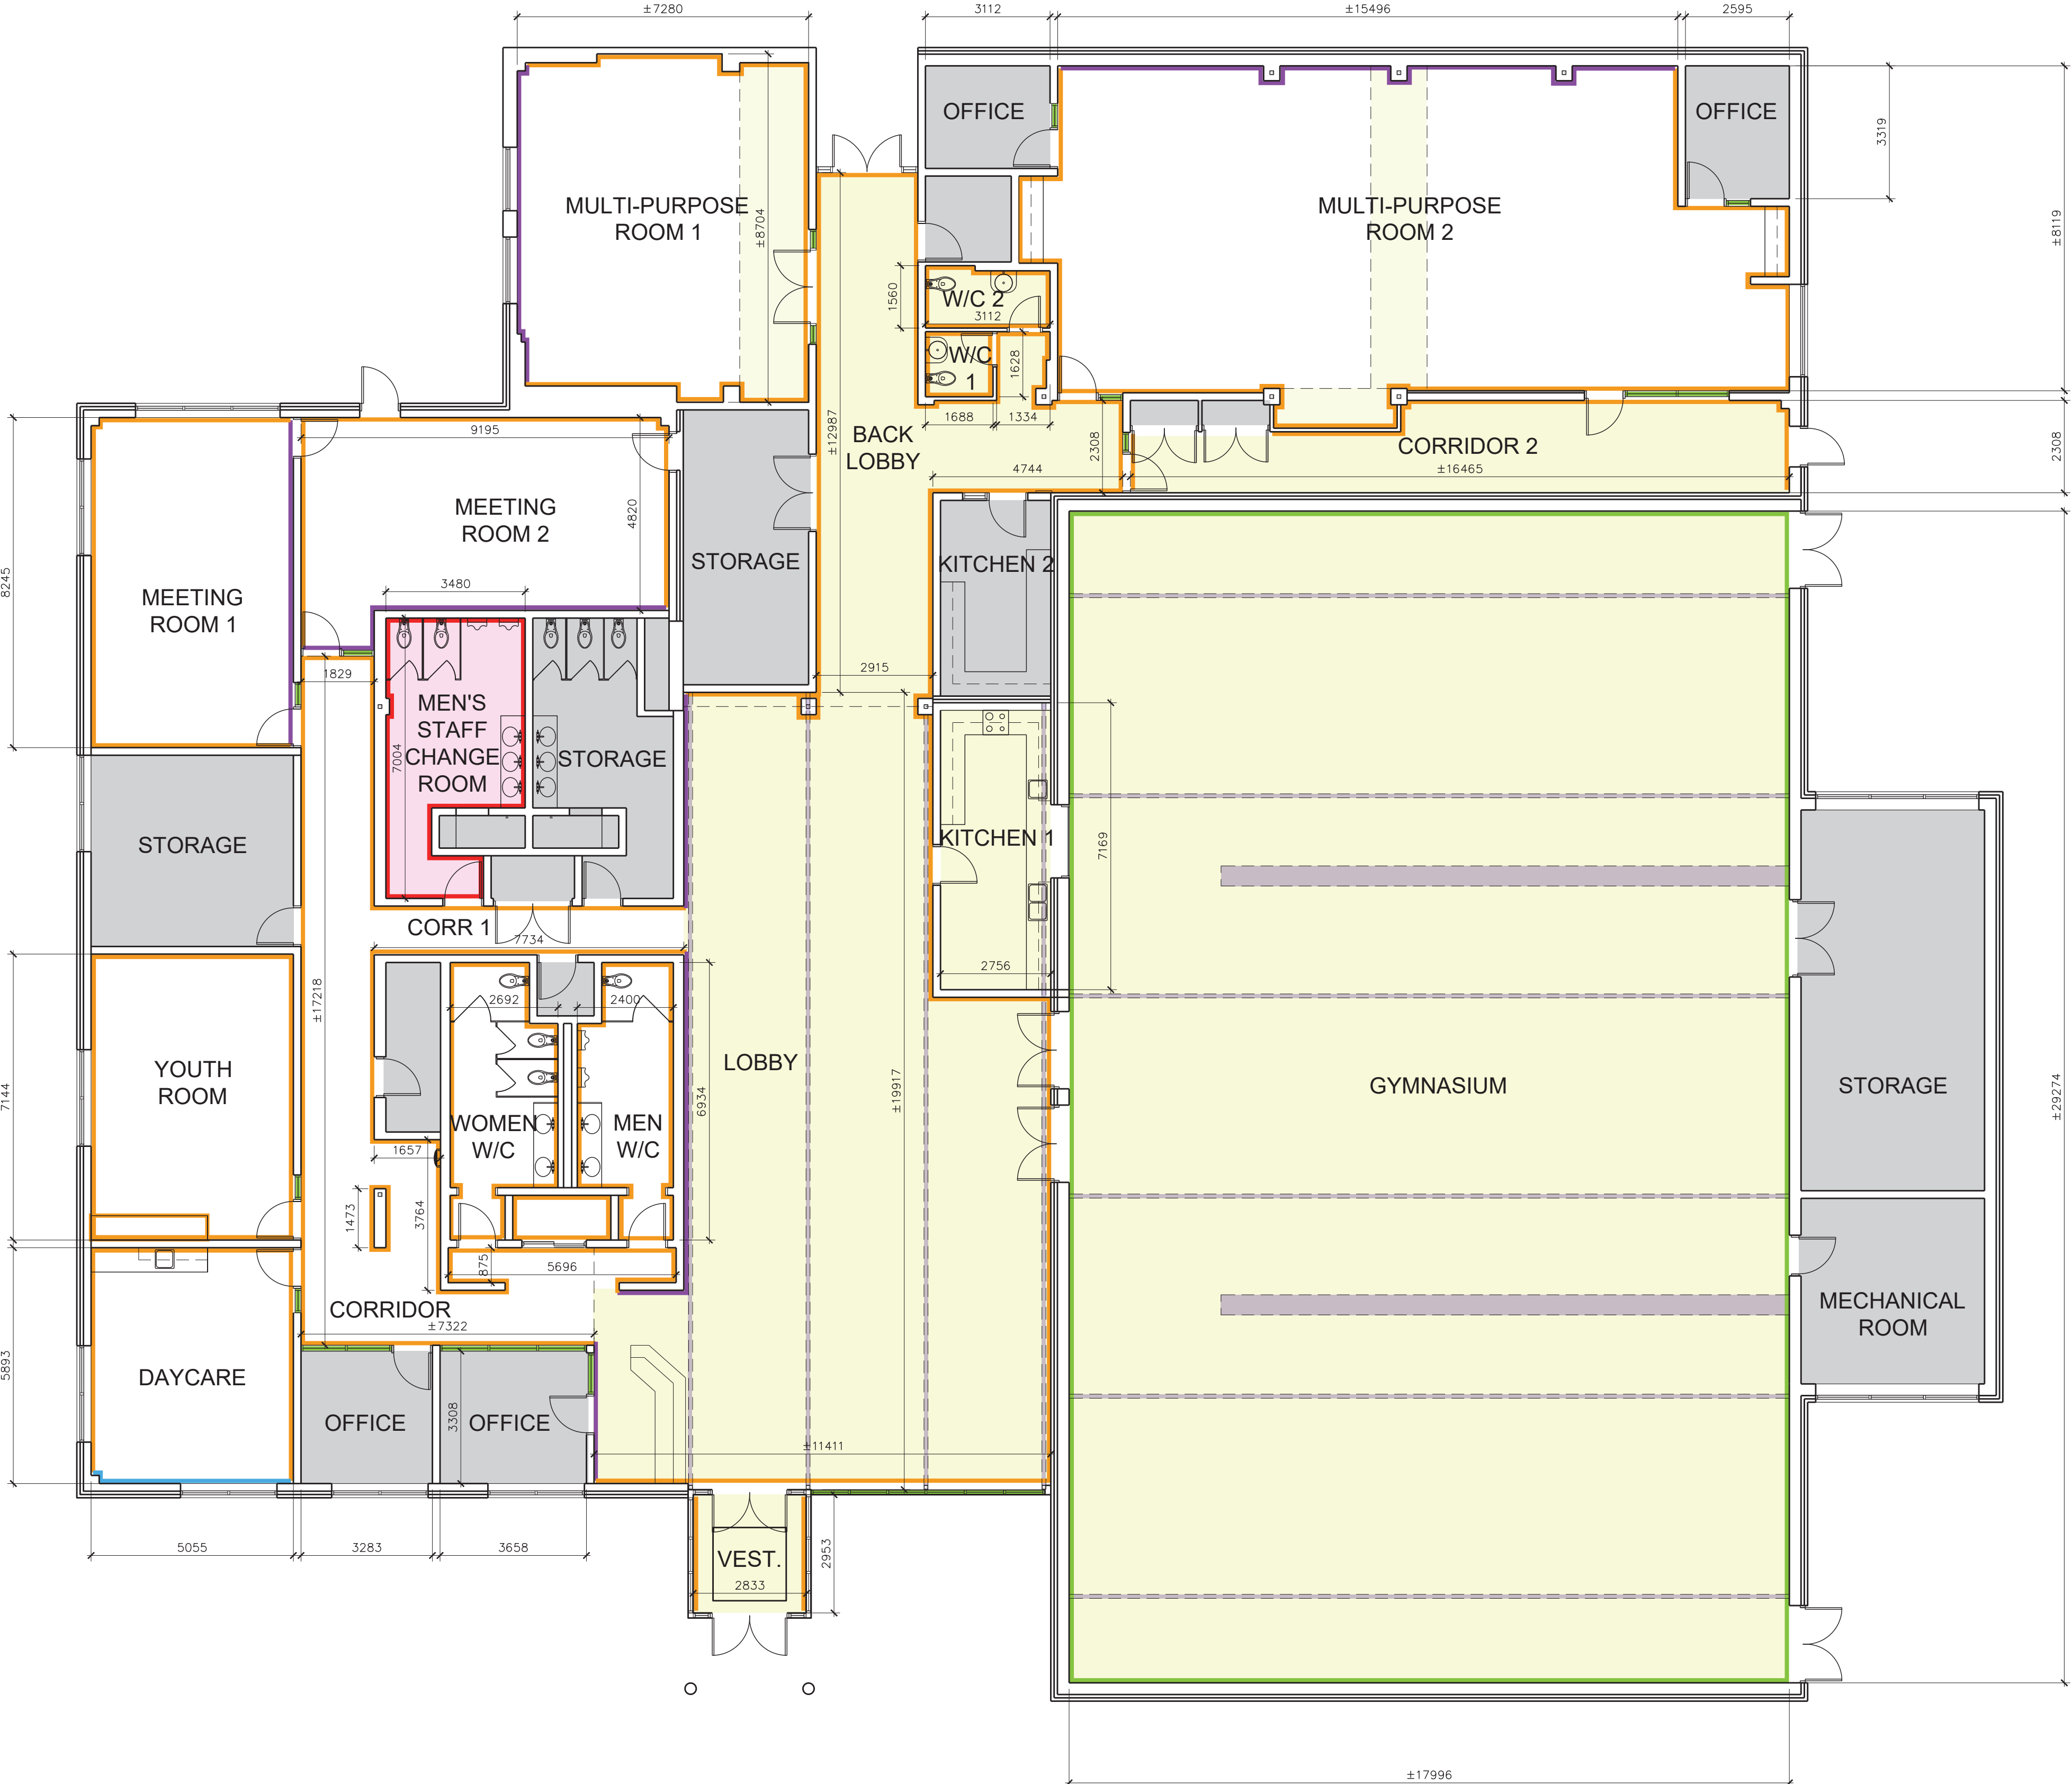 ±7280
3112
±15496
2595
OFFICE
OFFICE
3319
MULTI-PURPOSE
ROOM 1
±8704
MULTI-PURPOSE
ROOM 2
±8119
1560
W/C 2
3112
W/C
1
1628
1688
1334
9195
±12987
BACK
LOBBY
2308
CORRIDOR 2
4744
±16465
2308
MEETING
ROOM 2
4820
STORAGE
KITCHEN 2
8245
MEETING
ROOM 1
3480
1829
2915
MEN'S
STAFF
CHANGE
ROOM
7004
STORAGE
STORAGE
KITCHEN 1
7169
CORR 1
7734
2756
±17218
2692
2400
LOBBY
YOUTH
ROOM
7144
6934
±19917
GYMNASIUM
STORAGE
±29274
WOMEN
W/C
MEN
W/C
1657
1473
3764
875
5696
CORRIDOR
±7322
MECHANICAL
ROOM
DAYCARE
5893
OFFICE
OFFICE
3308
±11411
5055
3283
3658
VEST.
2833
2953
±17996